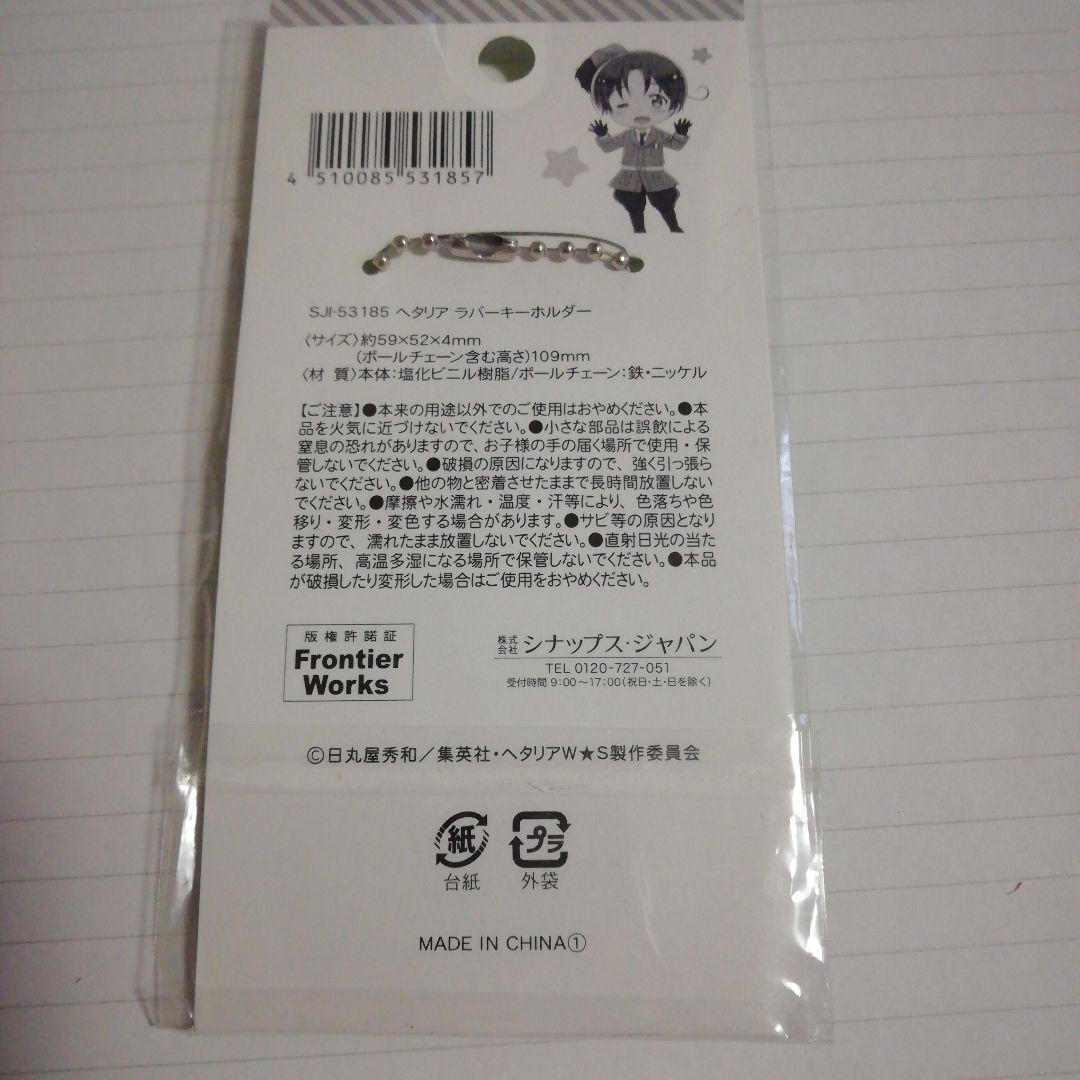 4 510085 531857
SJI-53185 ヘタリア ラバーキーホルダー
〈サイズ〉約59×52×4mm
(ボールチェーン含む高さ)109mm
〈材 質〉本体:塩化ビニル樹脂/ボールチェーン:鉄・ニッケル
【ご注意】●本来の用途以外でのご使用はおやめください。●本
品を火気に近づけないでください。●小さな部品は誤飲による
窒息の恐れがありますので、お子様の手の届く場所で使用・保
管しないでください。●破損の原因になりますので、強く引っ張ら
ないでください。●他の物と密着させたままで長時間放置しない
でください。●摩擦や水濡れ・温度・汗等により、色落ちや色
移り・変形・変色する場合があります。●サビ等の原因となり
ますので、濡れたまま放置しないでください。●直射日光の当た
る場所、高温多湿になる場所で保管しないでください。●本品
が破損したり変形した場合はご使用をおやめください。
版権許諾証
Frontier
Works
株式会社 シナップス・ジャパン
TEL 0120-727-051
受付時間 9:00~17:00(祝日・土・日を除く)
©日丸屋秀和/集英社・ヘタリアW★S製作委員会
紙 プラ
台紙 外袋
MADE IN CHINA①